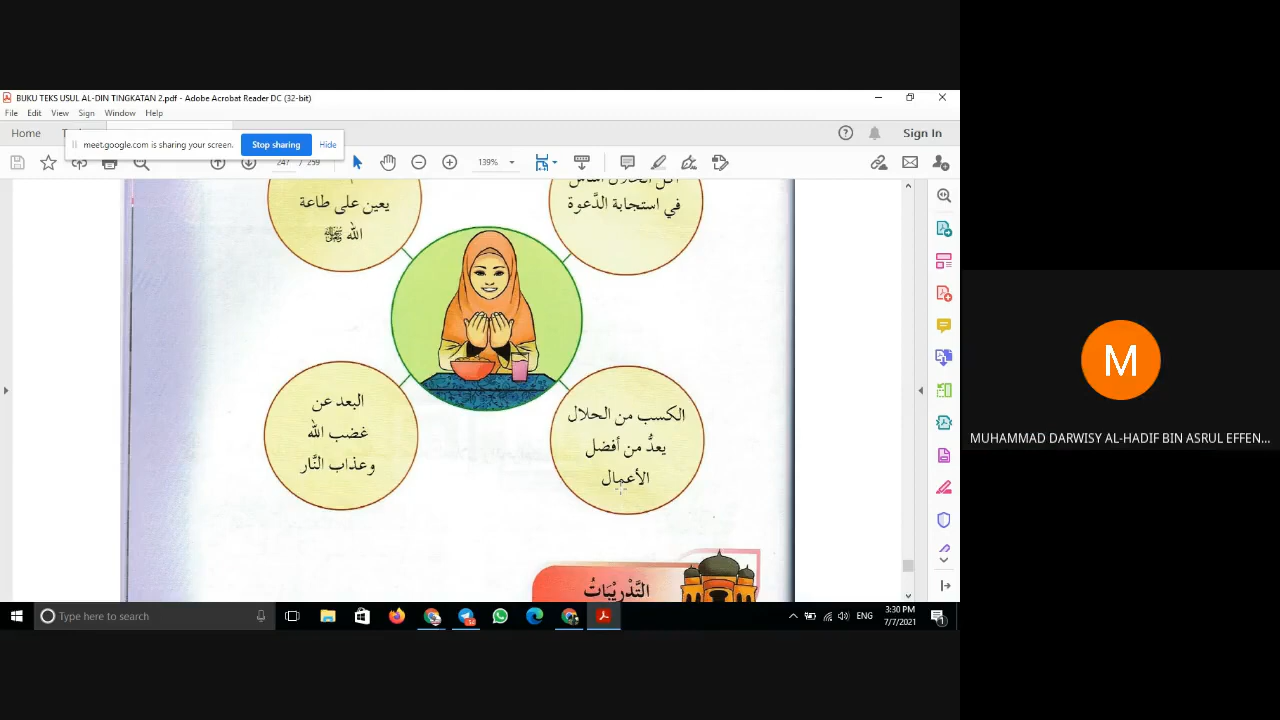 BUKU TEKS USUL AL-DIN TINGKATAN 2.pdf - Adobe Acrobat Reader DC (32-bit)
File Edit View Sign Window Help
Home
Sign In
meet.google.com is sharing your screen. Stop sharing Hide
247 / 259
139%
في استجابة الدَّعوة
يعين على طاعة
الله ﷻ
الكسب من الحلال
يعدُّ من أفضل
الأعمال
البعد عن
غضب الله
وعذاب النَّار
التَّدْرِيْبَاتُ
M
MUHAMMAD DARWISY AL-HADIF BIN ASRUL EFFEN...
Type here to search
ENG
3:30 PM
7/7/2021